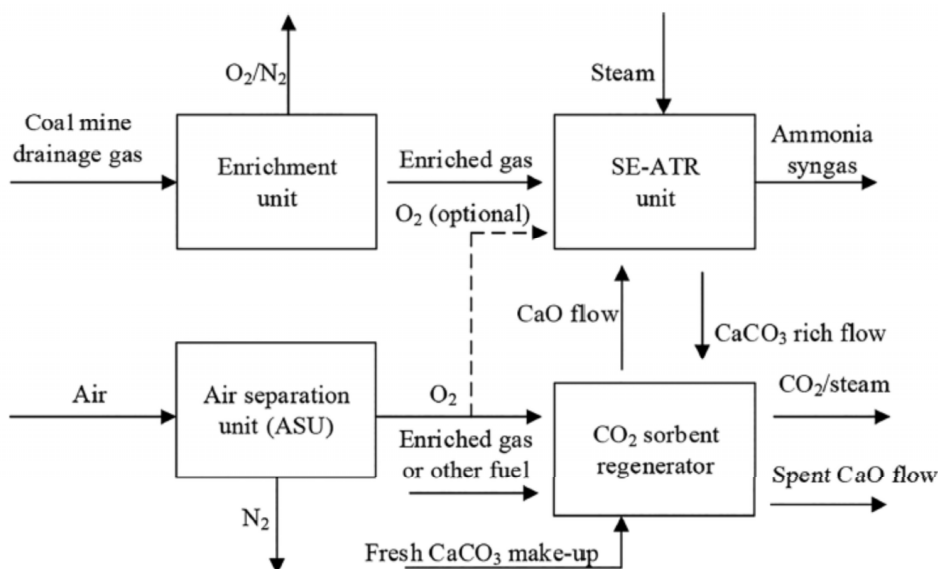 O₂/N₂
Steam
Coal mine
drainage gas
Enrichment
unit
Enriched gas
O₂ (optional)
SE-ATR
unit
Ammonia
syngas
CaO flow
CaCO₃ rich flow
Air
Air separation
unit (ASU)
O₂
Enriched gas
or other fuel
CO₂ sorbent
regenerator
CO₂/steam
Spent CaO flow
N₂
Fresh CaCO₃ make-up